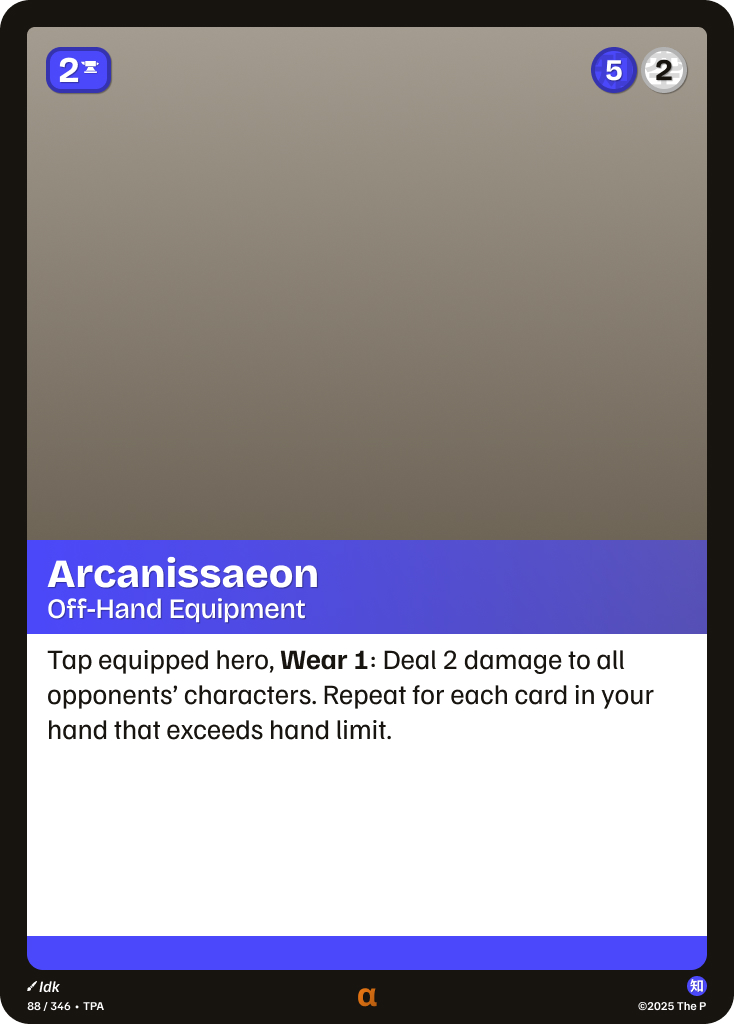 2
5 2
Arcanissaeon
Off-Hand Equipment
Tap equipped hero, Wear 1: Deal 2 damage to all
opponents’ characters. Repeat for each card in your
hand that exceeds hand limit.
Idk
知
88 / 346 • TPA
α
©2025 The P